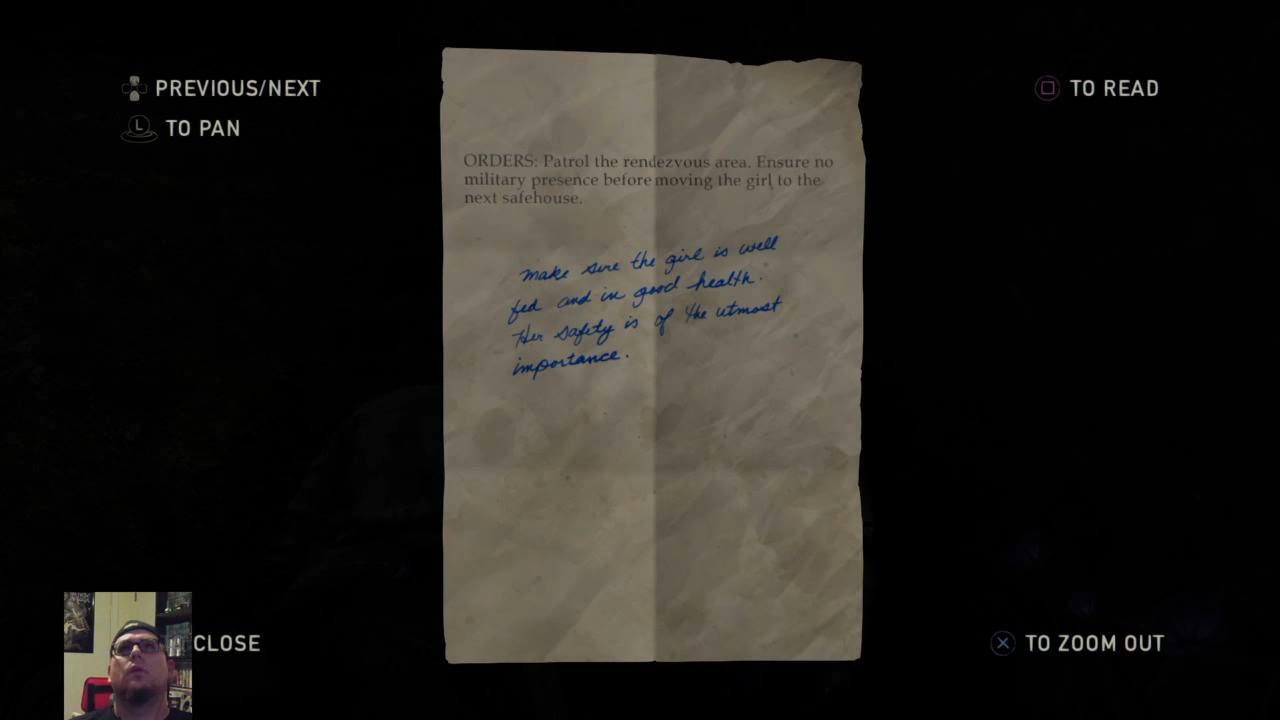 PREVIOUS/NEXT
L TO PAN
TO READ
ORDERS: Patrol the rendezvous area. Ensure no
military presence before moving the girl to the
next safehouse.
make sure the girl is well
fed and in good health.
Her safety is of the utmost
importance.
CLOSE
TO ZOOM OUT